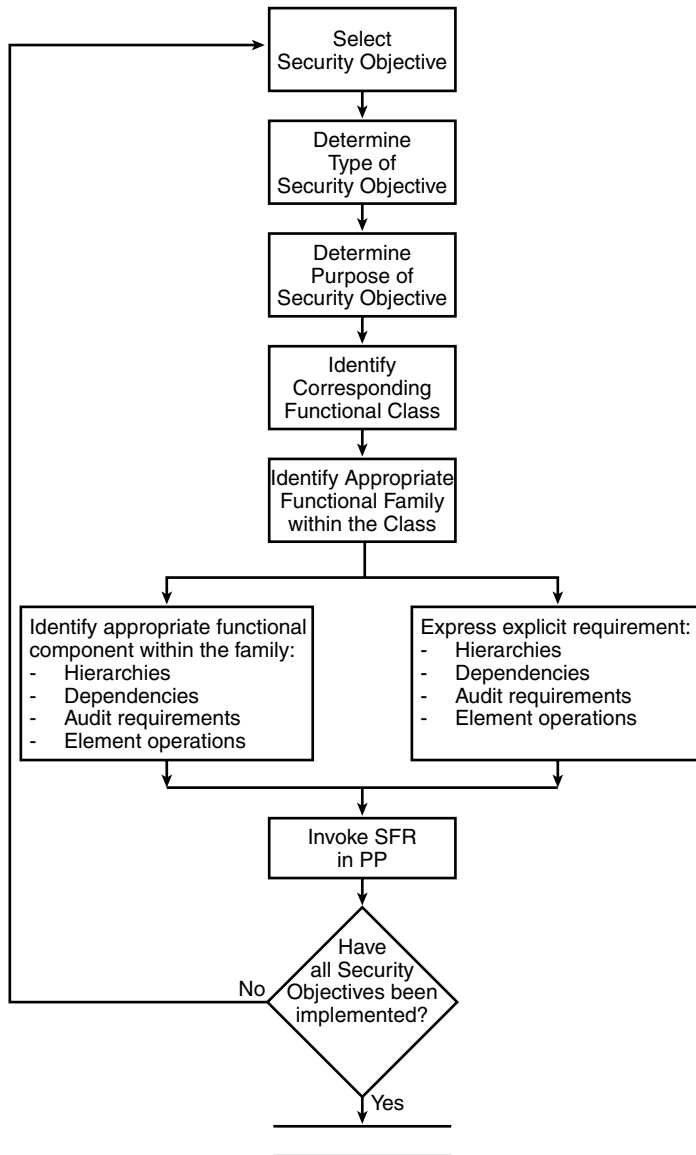 Select
Security Objective
Determine
Type of
Security Objective
Determine
Purpose of
Security Objective
Identify
Corresponding
Functional Class
Identify Appropriate
Functional Family
within the Class
Identify appropriate functional
component within the family:
- Hierarchies
- Dependencies
- Audit requirements
- Element operations
Express explicit requirement:
- Hierarchies
- Dependencies
- Audit requirements
- Element operations
Invoke SFR
in PP
Have
all Security
Objectives been
implemented?
No
Yes